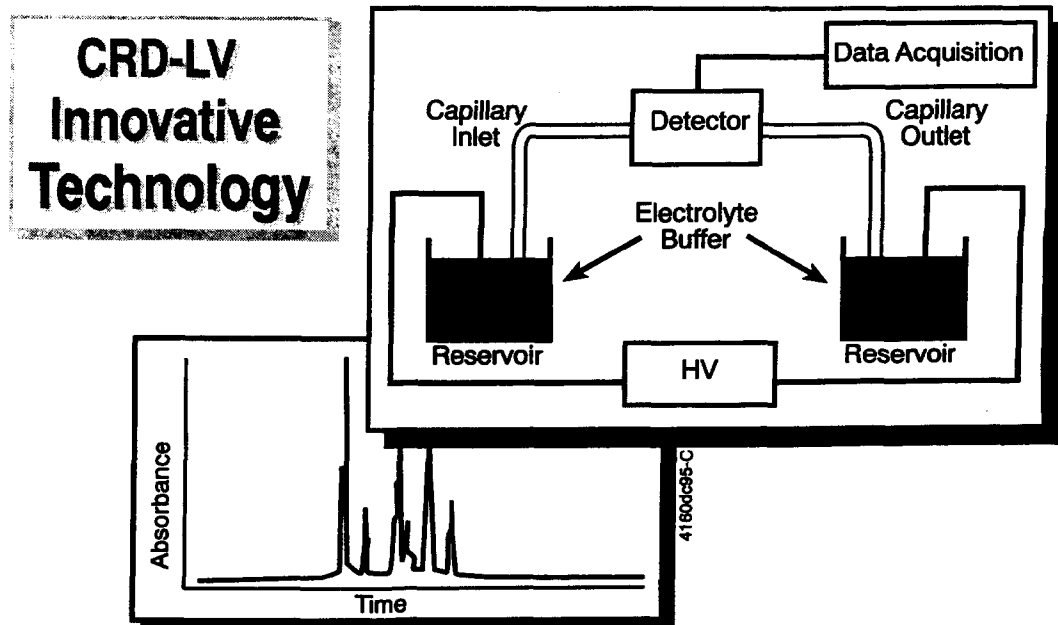 CRD-LV
Innovative
Technology
Data Acquisition
Capillary
Inlet
Detector
Capillary
Outlet
Electrolyte
Buffer
Reservoir
HV
Reservoir
Absorbance
Time
4160dc95-C